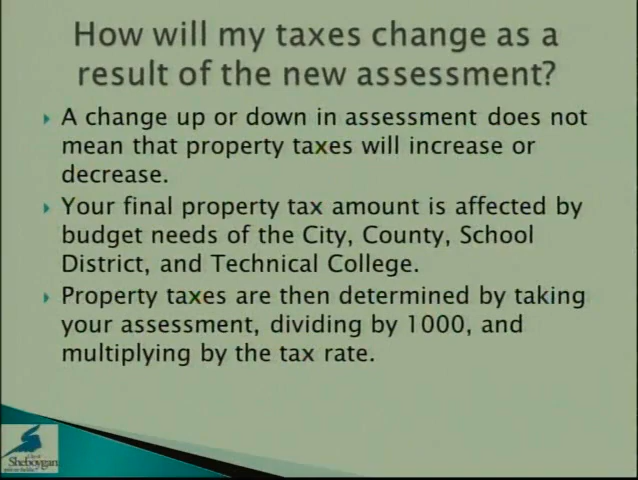 How will my taxes change as a
result of the new assessment?
A change up or down in assessment does not
mean that property taxes will increase or
decrease.
Your final property tax amount is affected by
budget needs of the City, County, School
District, and Technical College.
Property taxes are then determined by taking
your assessment, dividing by 1000, and
multiplying by the tax rate.
City of
Sheboygan